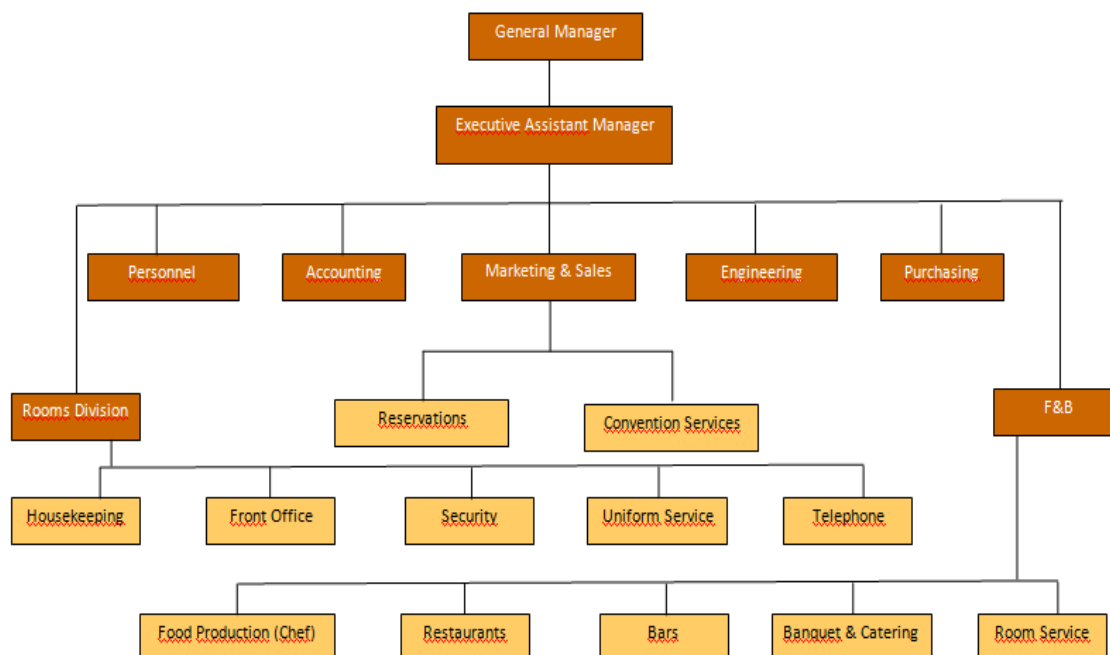 General Manager
Executive Assistant Manager
Personnel
Accounting
Marketing & Sales
Engineering
Purchasing
Rooms Division
Reservations
Convention Services
F&B
Housekeeping
Front Office
Security
Uniform Service
Telephone
Food Production (Chef)
Restaurants
Bars
Banquet & Catering
Room Service